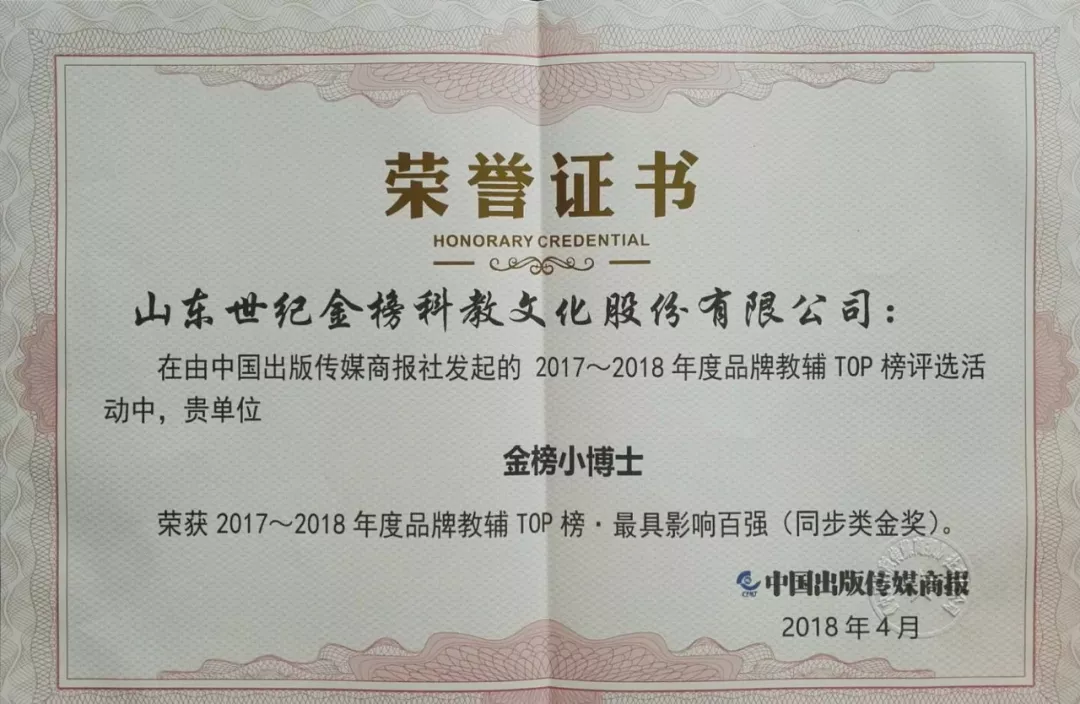 荣誉证书
HONORARY CREDENTIAL
山东世纪金榜科教文化股份有限公司：
在由中国出版传媒商报社发起的 2017～2018 年度品牌教辅 TOP 榜评选活
动中，贵单位
金榜小博士
荣获 2017～2018 年度品牌教辅 TOP 榜·最具影响百强（同步类金奖）。
中国出版传媒商报
2018 年 4 月